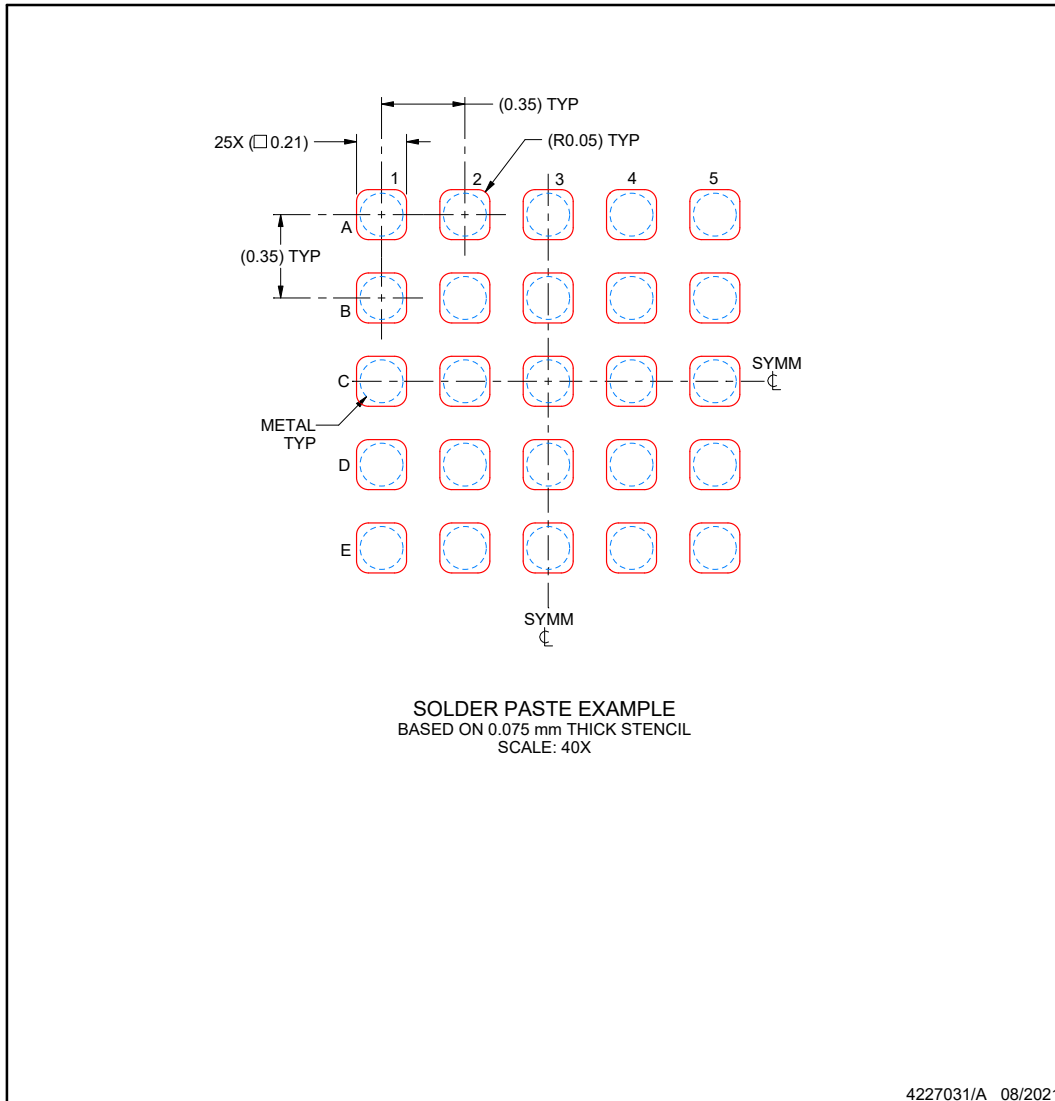 (0.35) TYP
25X (□ 0.21)
(R0.05) TYP
1 2 3 4 5
A
(0.35) TYP
B
C
SYMM
℄
METAL
TYP
D
E
SYMM
℄
SOLDER PASTE EXAMPLE
BASED ON 0.075 mm THICK STENCIL
SCALE: 40X
4227031/A 08/2021